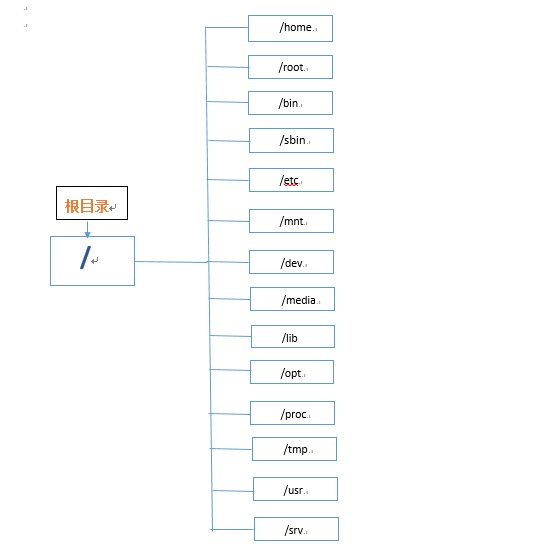 /home
/root
/bin
/sbin
/etc
根目录
/mnt
/
/dev
/media
/lib
/opt
/proc
/tmp
/usr
/srv